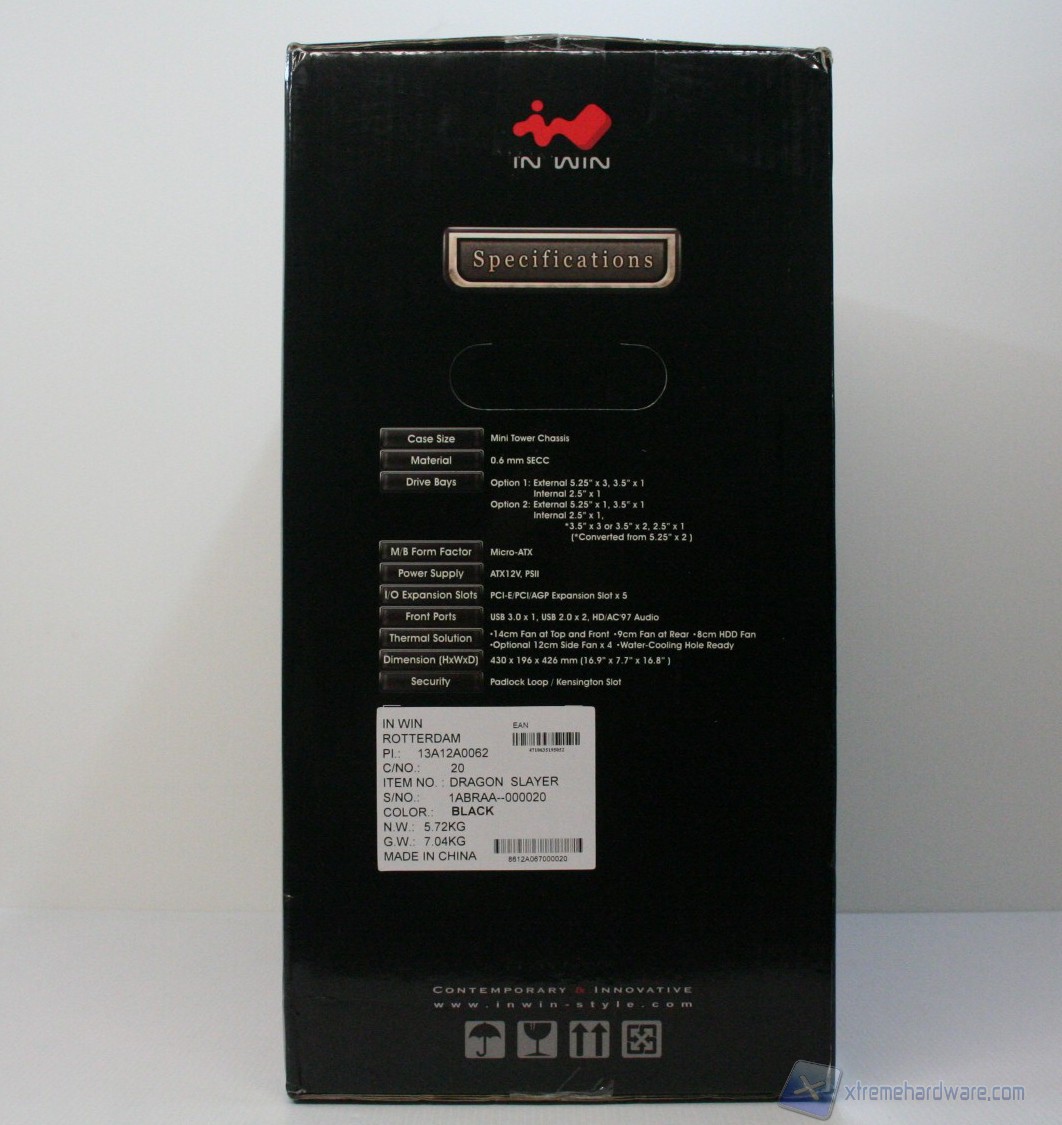 IN WIN
Specifications
Case Size Mini Tower Chassis
Material 0.6 mm SECC
Drive Bays Option 1: External 5.25" x 3, 3.5" x 1
Internal 2.5" x 1
Option 2: External 5.25" x 1, 3.5" x 1
Internal 2.5" x 1,
*3.5" x 3 or 3.5" x 2, 2.5" x 1
(*Converted from 5.25" x 2 )
M/B Form Factor Micro-ATX
Power Supply ATX12V, PSII
I/O Expansion Slots PCI-E/PCI/AGP Expansion Slot x 5
Front Ports USB 3.0 x 1, USB 2.0 x 2, HD/AC'97 Audio
Thermal Solution •14cm Fan at Top and Front •9cm Fan at Rear •8cm HDD Fan
•Optional 12cm Side Fan x 4 •Water-Cooling Hole Ready
Dimension (HxWxD) 430 x 196 x 426 mm (16.9" x 7.7" x 16.8" )
Security Padlock Loop / Kensington Slot
IN WIN EAN
ROTTERDAM
PI.: 13A12A0062
C/NO.: 20
ITEM NO. : DRAGON SLAYER
S/NO.: 1ABRAA--000020
COLOR.: BLACK
N.W.: 5.72KG
G.W.: 7.04KG
MADE IN CHINA 8612A067000020
CONTEMPORARY & INNOVATIVE
www.inwin-style.com
xtremehardware.com